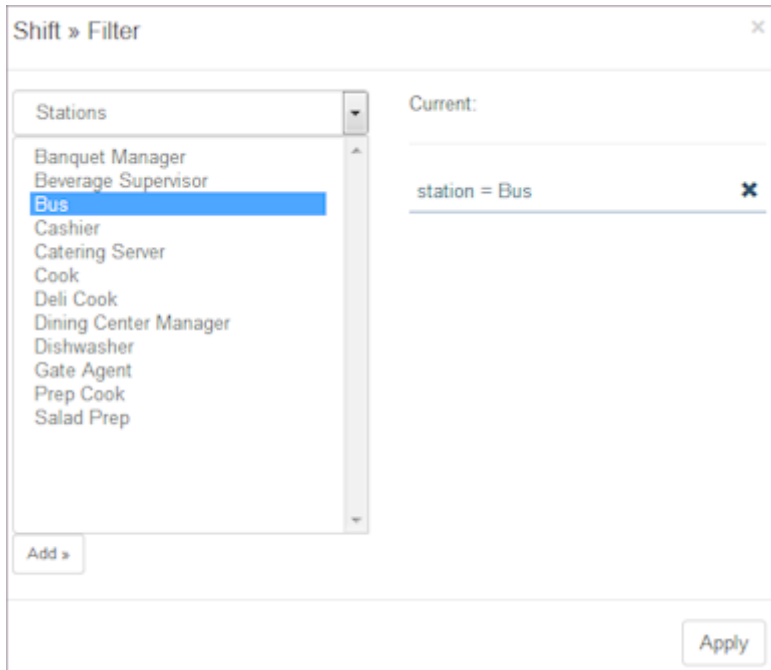 Shift » Filter
×
Stations
Banquet Manager
Beverage Supervisor
Bus
Cashier
Catering Server
Cook
Deli Cook
Dining Center Manager
Dishwasher
Gate Agent
Prep Cook
Salad Prep
Add »
Current:
station = Bus ✖
Apply